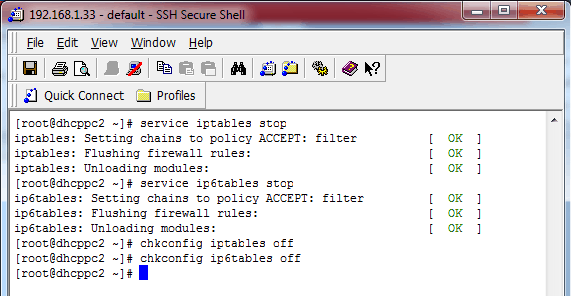 192.168.1.33 - default - SSH Secure Shell
File Edit View Window Help
Quick Connect Profiles
[root@dhcppc2 ~]# service iptables stop
iptables: Setting chains to policy ACCEPT: filter [ OK ]
iptables: Flushing firewall rules: [ OK ]
iptables: Unloading modules: [ OK ]
[root@dhcppc2 ~]# service ip6tables stop
ip6tables: Setting chains to policy ACCEPT: filter [ OK ]
ip6tables: Flushing firewall rules: [ OK ]
ip6tables: Unloading modules: [ OK ]
[root@dhcppc2 ~]# chkconfig iptables off
[root@dhcppc2 ~]# chkconfig ip6tables off
[root@dhcppc2 ~]#